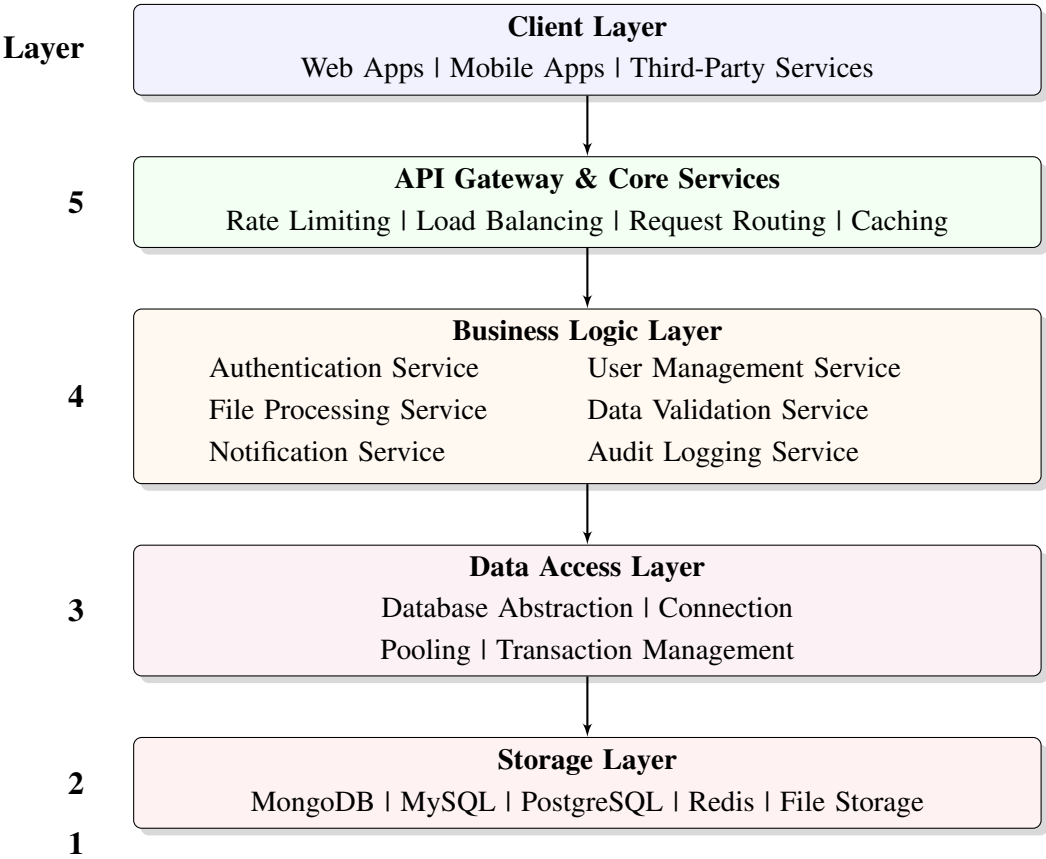 Client Layer
Layer
Web Apps | Mobile Apps | Third-Party Services
API Gateway & Core Services
5
Rate Limiting | Load Balancing | Request Routing | Caching
Business Logic Layer
Authentication Service User Management Service
4
File Processing Service Data Validation Service
Notification Service Audit Logging Service
Data Access Layer
3
Database Abstraction | Connection
Pooling | Transaction Management
Storage Layer
2
MongoDB | MySQL | PostgreSQL | Redis | File Storage
1